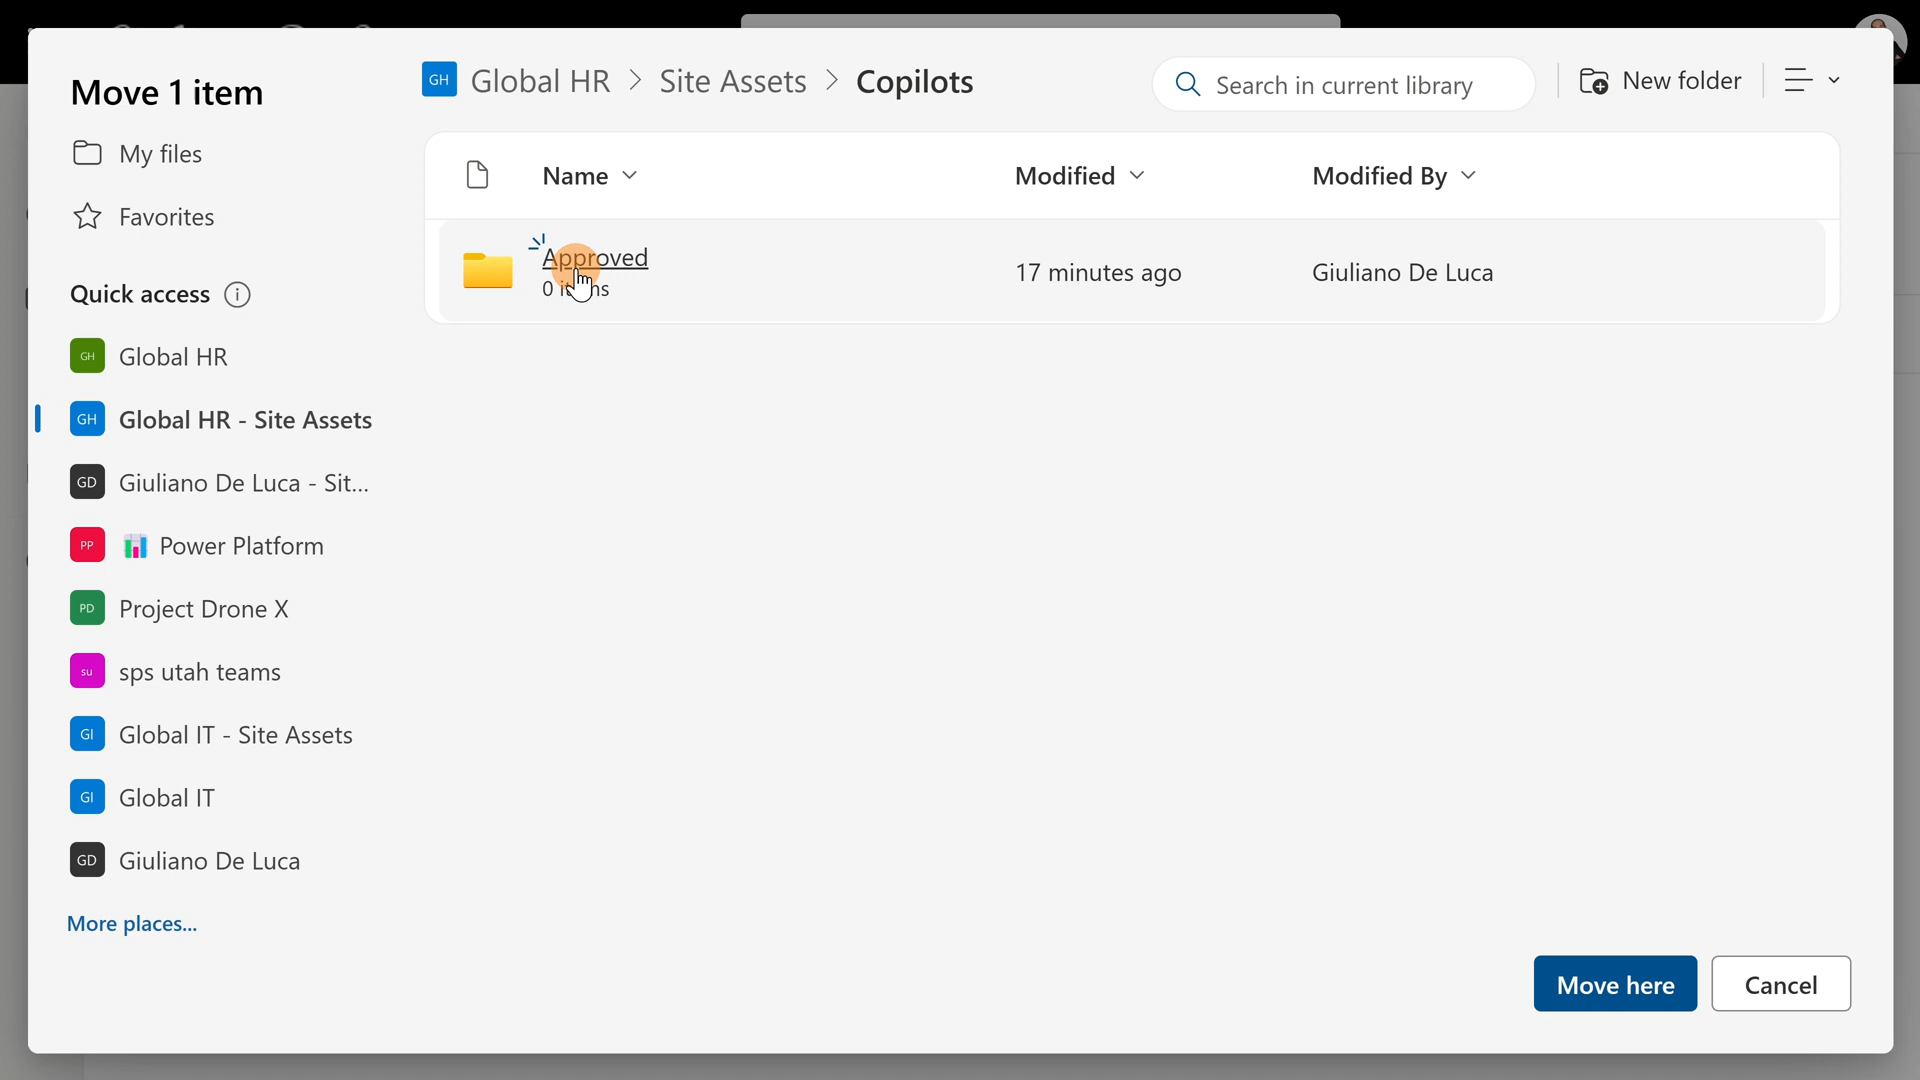 Move 1 item
My files
Favorites
Quick access
GH Global HR
GH Global HR - Site Assets
GD Giuliano De Luca - Sit...
PP Power Platform
PD Project Drone X
su sps utah teams
GI Global IT - Site Assets
GI Global IT
GD Giuliano De Luca
More places...
GH Global HR > Site Assets > Copilots
Search in current library
New folder
Name Modified Modified By
Approved
0 items
17 minutes ago Giuliano De Luca
Move here Cancel